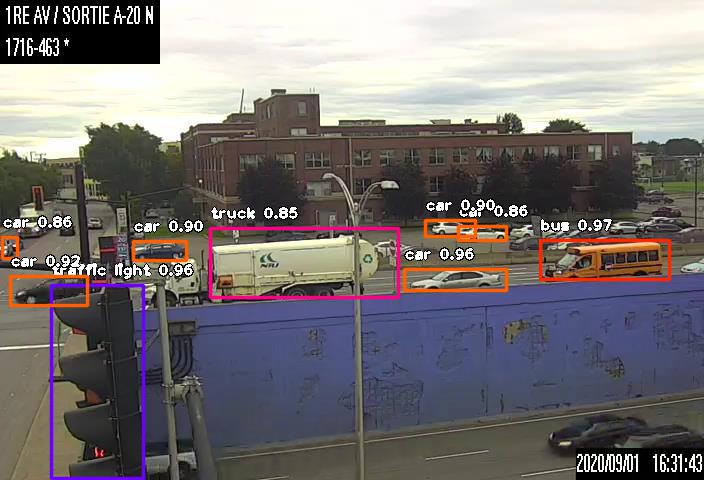 1RE AV / SORTIE A-20 N
1716-463 *
car 0.90
car 0.86
truck 0.85
car 0.86
car 0.90
bus 0.97
car 0.96
car 0.92
traffic light 0.96
NRJ
2020/09/01 16:31:43